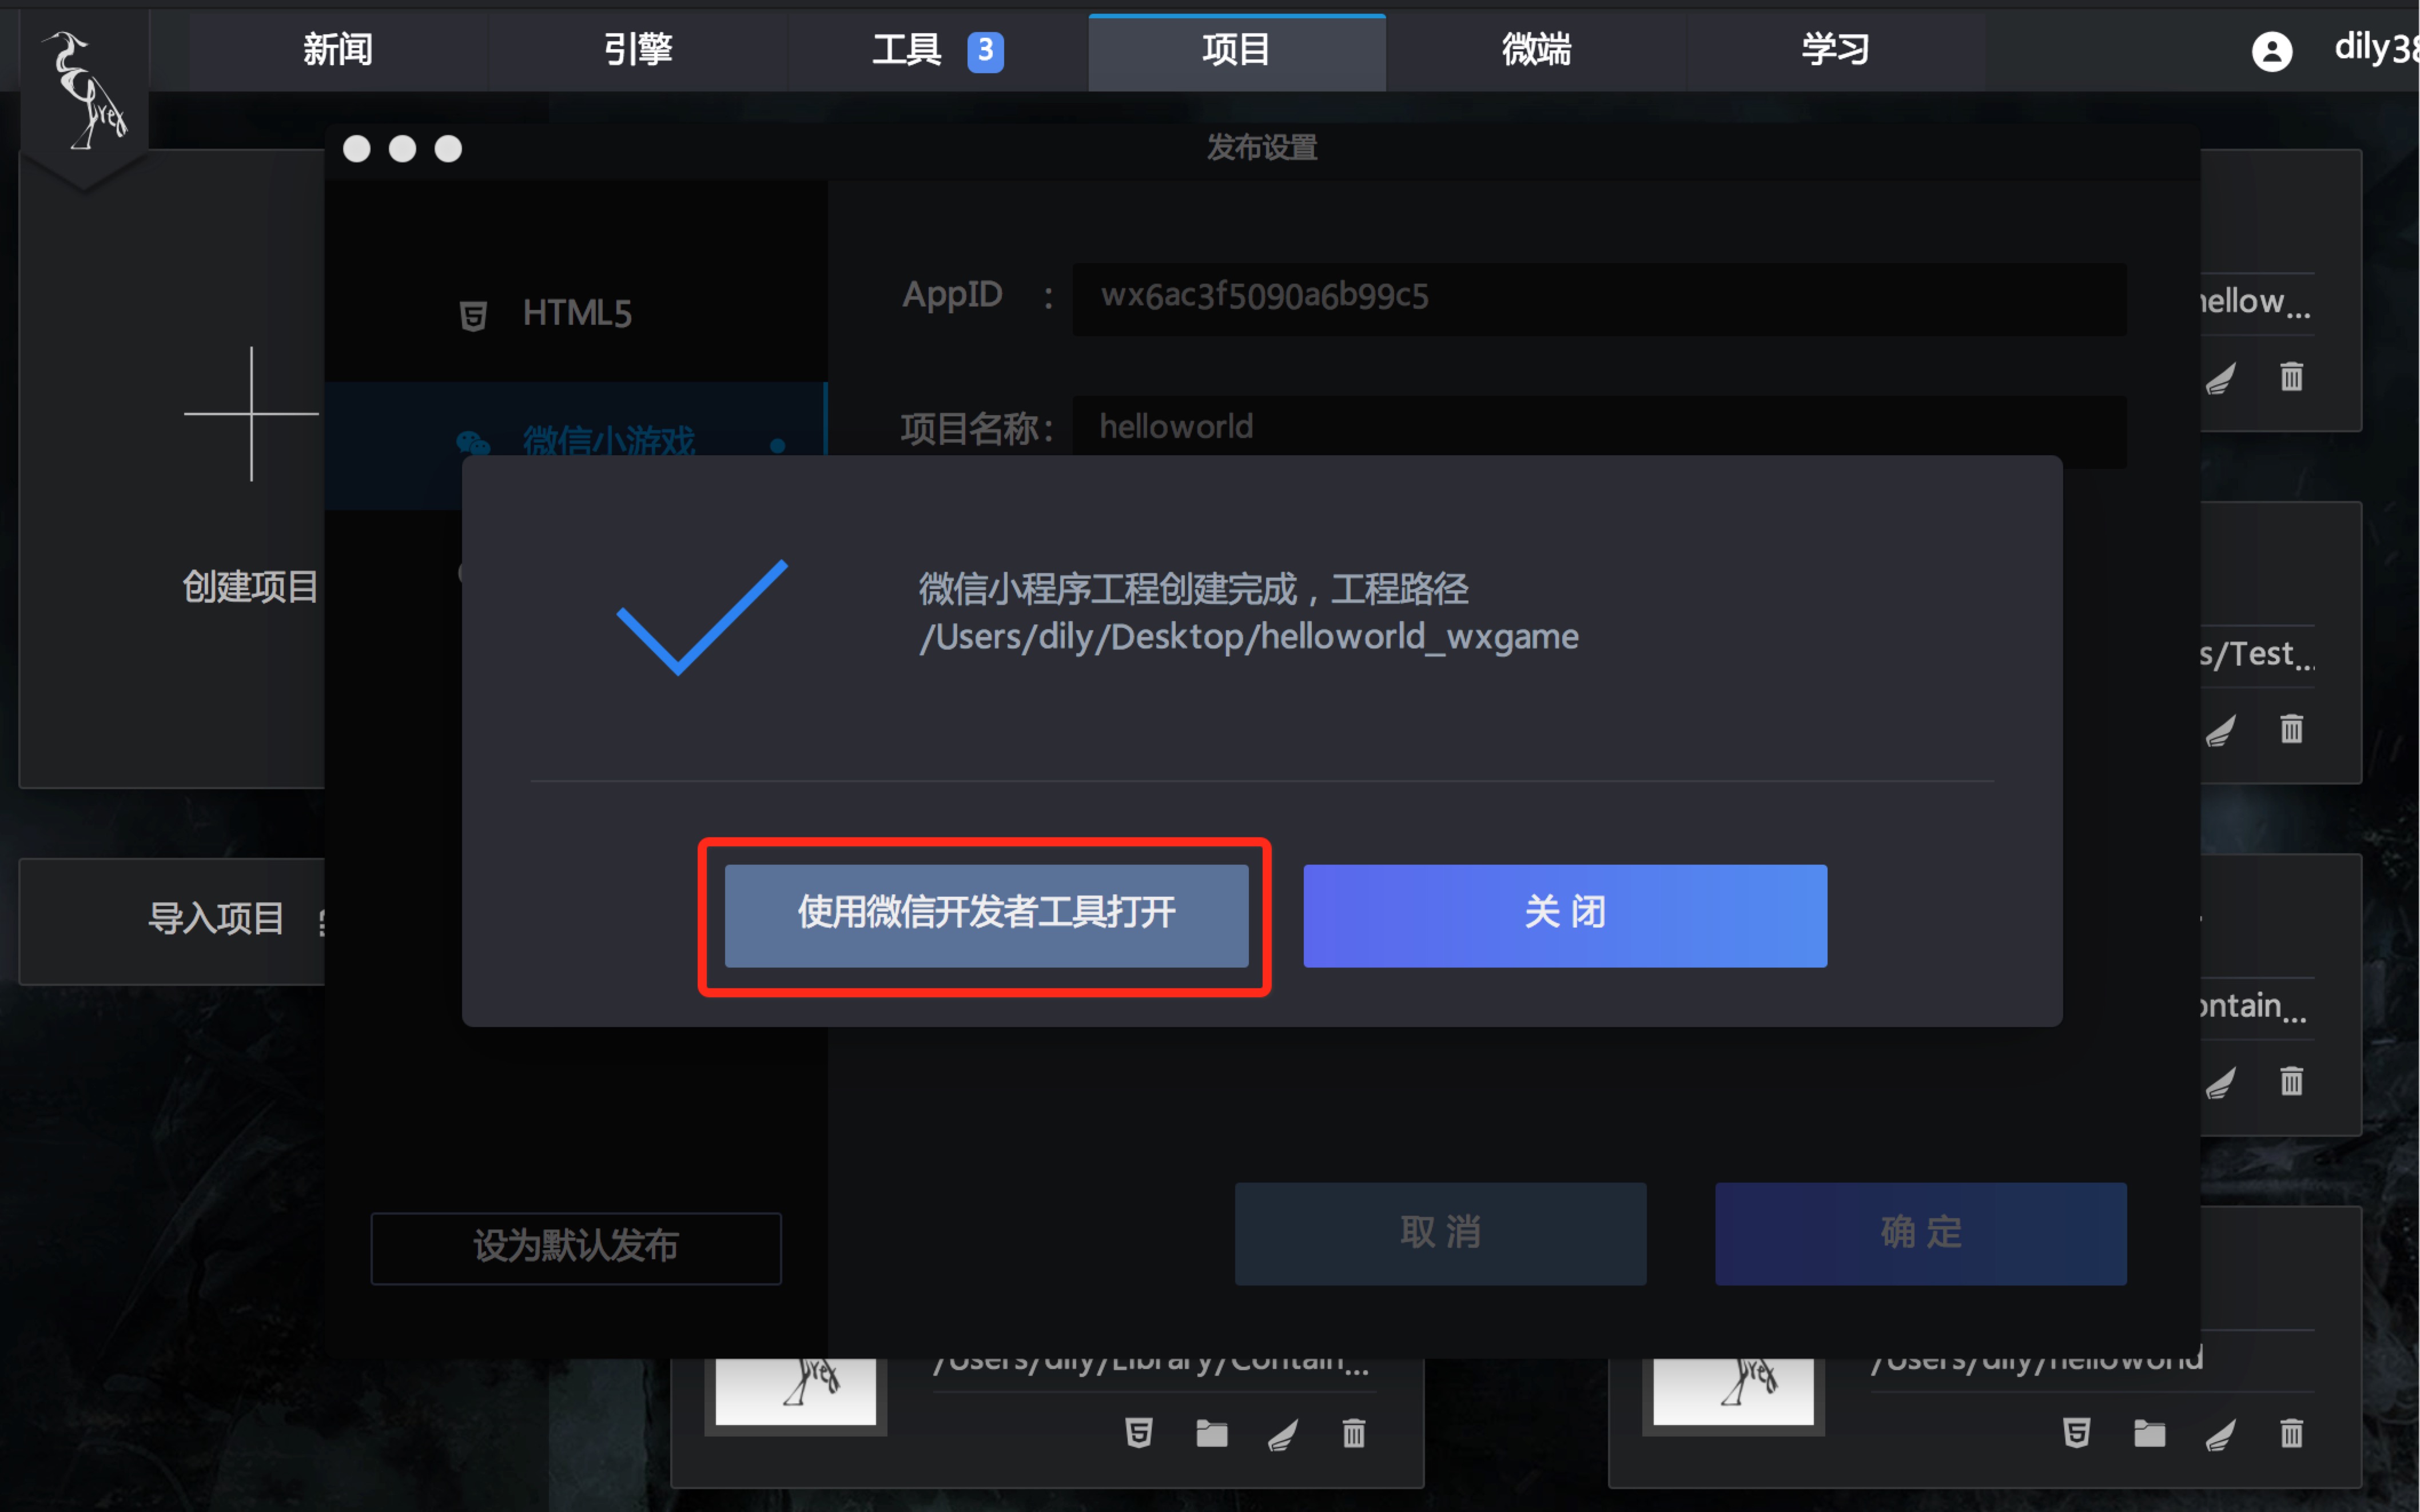 新闻
引擎
工具 3
项目
微端
学习
dily38
发布设置
HTML5
微信小游戏
AppID :
wx6ac3f5090a6b99c5
项目名称:
helloworld
创建项目
导入项目
微信小程序工程创建完成，工程路径
/Users/dily/Desktop/helloworld_wxgame
使用微信开发者工具打开
关 闭
hellow...
s/Test...
ontain...
设为默认发布
取 消
确 定
/Users/dily/Library/Contain...
/Users/dily/helloworld